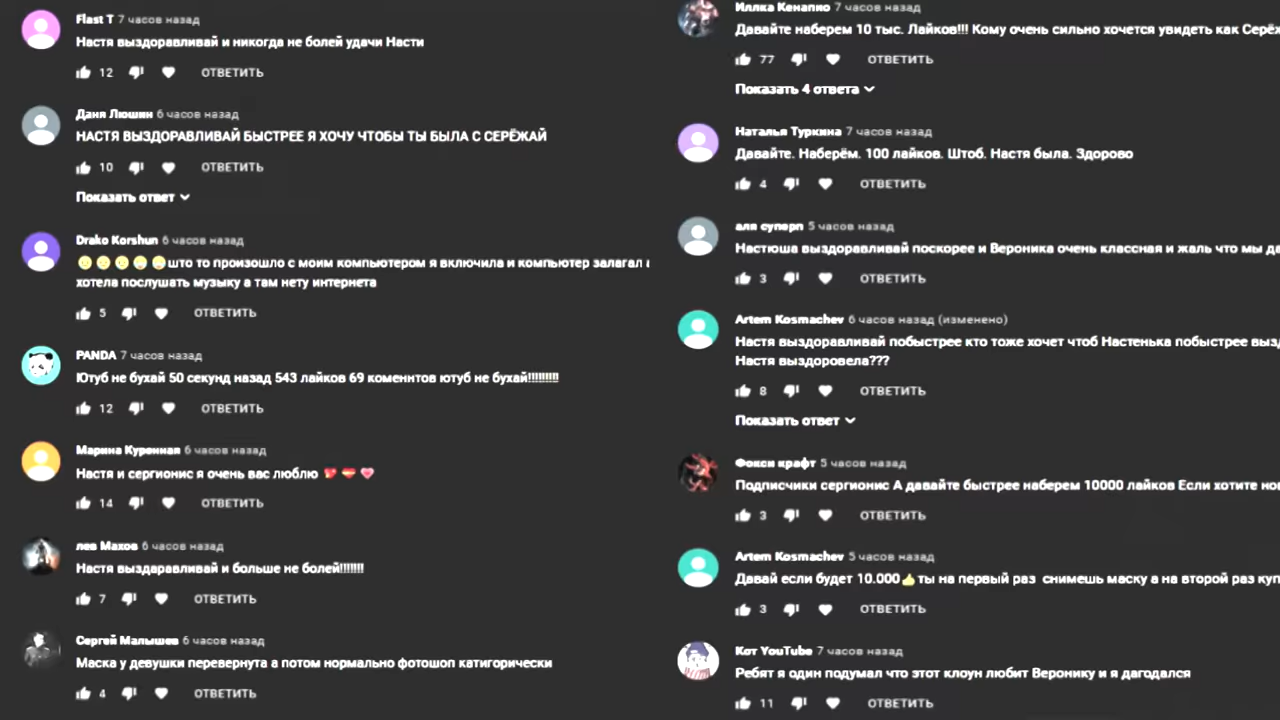 Flast T 7 часов назад
Настя выздоравливай и никогда не болей удачи Насти
12 ОТВЕТИТЬ
Даня Люшин 6 часов назад
НАСТЯ ВЫЗДОРАВЛИВАЙ БЫСТРЕЕ Я ХОЧУ ЧТОБЫ ТЫ БЫЛА С СЕРЁЖАЙ
10 ОТВЕТИТЬ
Показать ответ
Drako Korshun 6 часов назад
што то произошло с моим компьютером я включила и компьютер залагал
хотела послушать музыку а там нету интернета
5 ОТВЕТИТЬ
PANDA 7 часов назад
Ютуб не бухай 50 секунд назад 543 лайков 69 коменнтов ютуб не бухай!!!!!!!!!
12 ОТВЕТИТЬ
Марина Куренная 6 часов назад
Настя и сергионис я очень вас люблю 💖 💝 💗
14 ОТВЕТИТЬ
лев Махов 6 часов назад
Настя выздаравливай и больше не болей!!!!!!!
7 ОТВЕТИТЬ
Сергей Малышев 6 часов назад
Маска у девушки перевернута а потом нормально фотошоп катигорически
4 ОТВЕТИТЬ
Иллка Кенапио 7 часов назад
Давайте наберем 10 тыс. Лайков!!! Кому очень сильно хочется увидеть как Серёж
77 ОТВЕТИТЬ
Показать 4 ответа
Наталья Туркина 7 часов назад
Давайте. Наберём. 100 лайков. Штоб. Настя была. Здорово
4 ОТВЕТИТЬ
аля суперп 5 часов назад
Настюша выздоравливай поскорее и Вероника очень классная и жаль что мы да
3 ОТВЕТИТЬ
Artem Kosmachev 6 часов назад (изменено)
Настя выздоравливай побыстрее кто тоже хочет чтоб Настенька побыстрее выз
Настя выздоровела???
8 ОТВЕТИТЬ
Показать ответ
Фокси крафт 5 часов назад
Подписчики сергионис А давайте быстрее наберем 10000 лайков Если хотите но
3 ОТВЕТИТЬ
Artem Kosmachev 5 часов назад
Давай если будет 10.000👍 ты на первый раз снимешь маску а на второй раз куп
3 ОТВЕТИТЬ
Кот YouTube 7 часов назад
Ребят я один подумал что этот клоун любит Веронику и я дагодался
11 ОТВЕТИТЬ